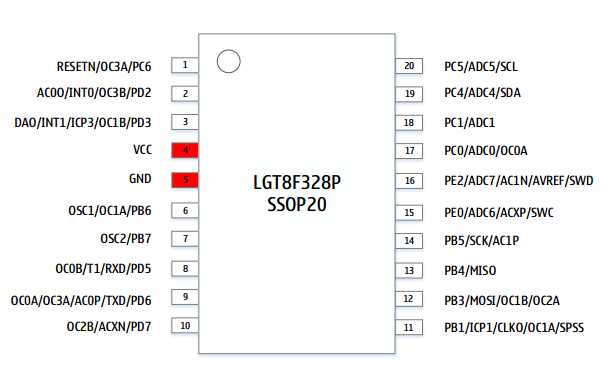 RESETN/OC3A/PC6 1
AC0O/INT0/OC3B/PD2 2
DAO/INT1/ICP3/OC1B/PD3 3
VCC 4
GND 5
OSC1/OC1A/PB6 6
OSC2/PB7 7
OC0B/T1/RXD/PD5 8
OC0A/OC3A/AC0P/TXD/PD6 9
OC2B/ACXN/PD7 10
LGT8F328P
SSOP20
20 PC5/ADC5/SCL
19 PC4/ADC4/SDA
18 PC1/ADC1
17 PC0/ADC0/OC0A
16 PE2/ADC7/AC1N/AVREF/SWD
15 PE0/ADC6/ACXP/SWC
14 PB5/SCK/AC1P
13 PB4/MISO
12 PB3/MOSI/OC1B/OC2A
11 PB1/ICP1/CLKO/OC1A/SPSS